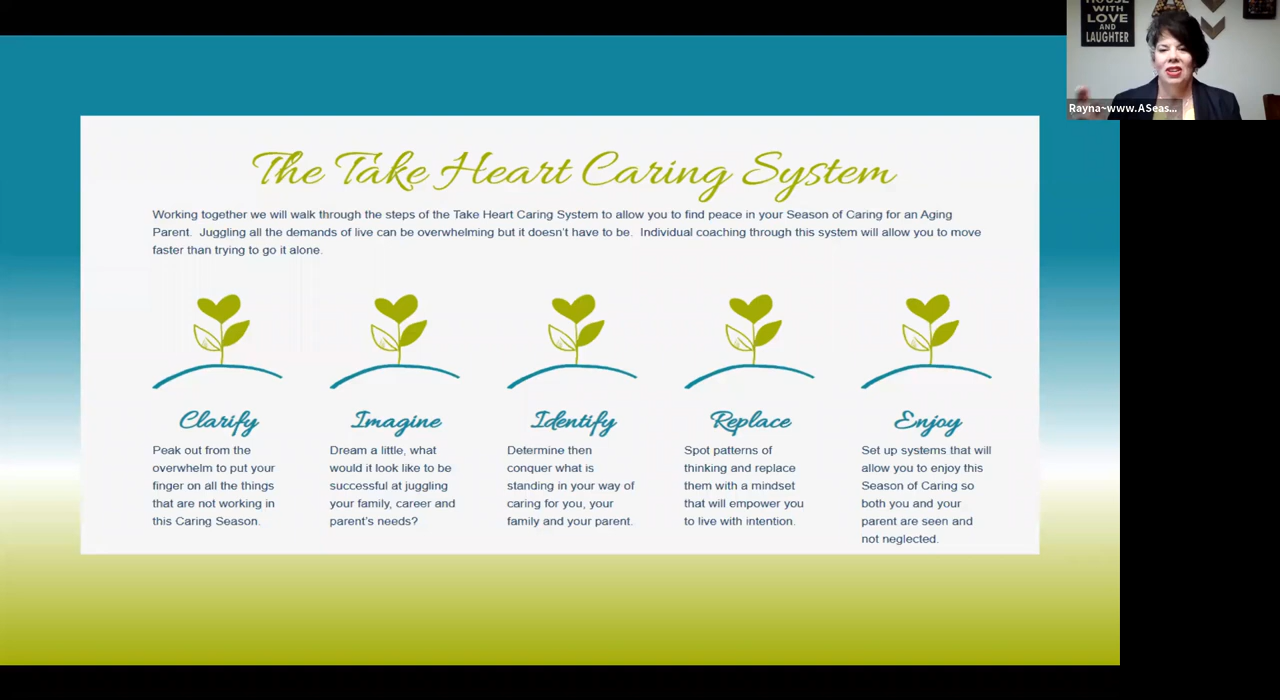 HOUSE
WITH
LOVE
AND
LAUGHTER
Rayna~www.ASeas...
The Take Heart Caring System
Working together we will walk through the steps of the Take Heart Caring System to allow you to find peace in your Season of Caring for an Aging
Parent.  Juggling all the demands of live can be overwhelming but it doesn't have to be.  Individual coaching through this system will allow you to move
faster than trying to go it alone.
Clarify
Peak out from the
overwhelm to put your
finger on all the things
that are not working in
this Caring Season.
Imagine
Dream a little, what
would it look like to be
successful at juggling
your family, career and
parent's needs?
Identify
Determine then
conquer what is
standing in your way of
caring for you, your
family and your parent.
Replace
Spot patterns of
thinking and replace
them with a mindset
that will empower you
to live with intention.
Enjoy
Set up systems that will
allow you to enjoy this
Season of Caring so
both you and your
parent are seen and
not neglected.